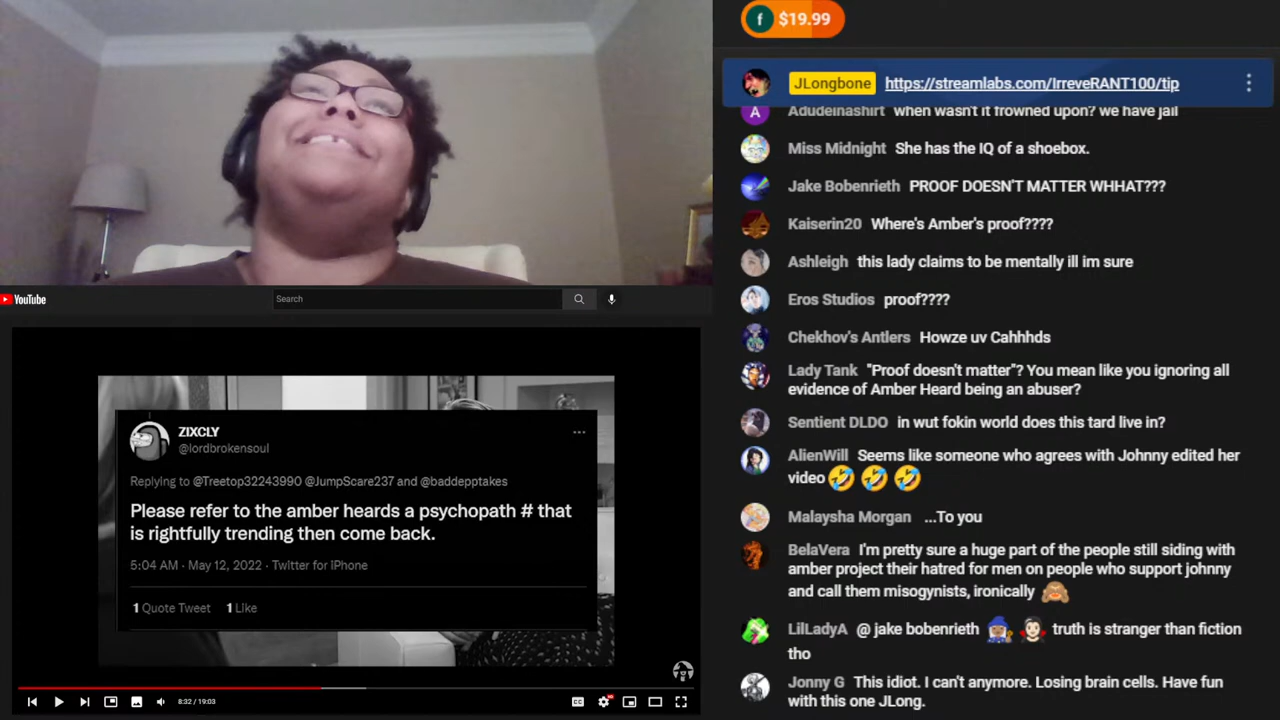 YouTube
Search
ZIXCLY
@lordbrokensoul
Replying to @Treetop32243990 @JumpScare237 and @baddepptakes
Please refer to the amber heards a psychopath # that
is rightfully trending then come back.
5:04 AM · May 12, 2022 · Twitter for iPhone
1 Quote Tweet 1 Like
8:32 / 19:03
f $19.99
JLongbone https://streamlabs.com/IrreveRANT100/tip
A Adudeinashirt when wasn't it frowned upon? we have jail
Miss Midnight She has the IQ of a shoebox.
Jake Bobenrieth PROOF DOESN'T MATTER WHHAT???
Kaiserin20 Where's Amber's proof????
Ashleigh this lady claims to be mentally ill im sure
Eros Studios proof????
Chekhov's Antlers Howze uv Cahhhds
Lady Tank "Proof doesn't matter"? You mean like you ignoring all
evidence of Amber Heard being an abuser?
Sentient DLDO in wut fokin world does this tard live in?
AlienWill Seems like someone who agrees with Johnny edited her
video 🤣 🤣 🤣
Malaysha Morgan ...To you
BelaVera I'm pretty sure a huge part of the people still siding with
amber project their hatred for men on people who support johnny
and call them misogynists, ironically 🙈
LilLadyA @ jake bobenrieth truth is stranger than fiction
tho
Jonny G This idiot. I can't anymore. Losing brain cells. Have fun
with this one JLong.